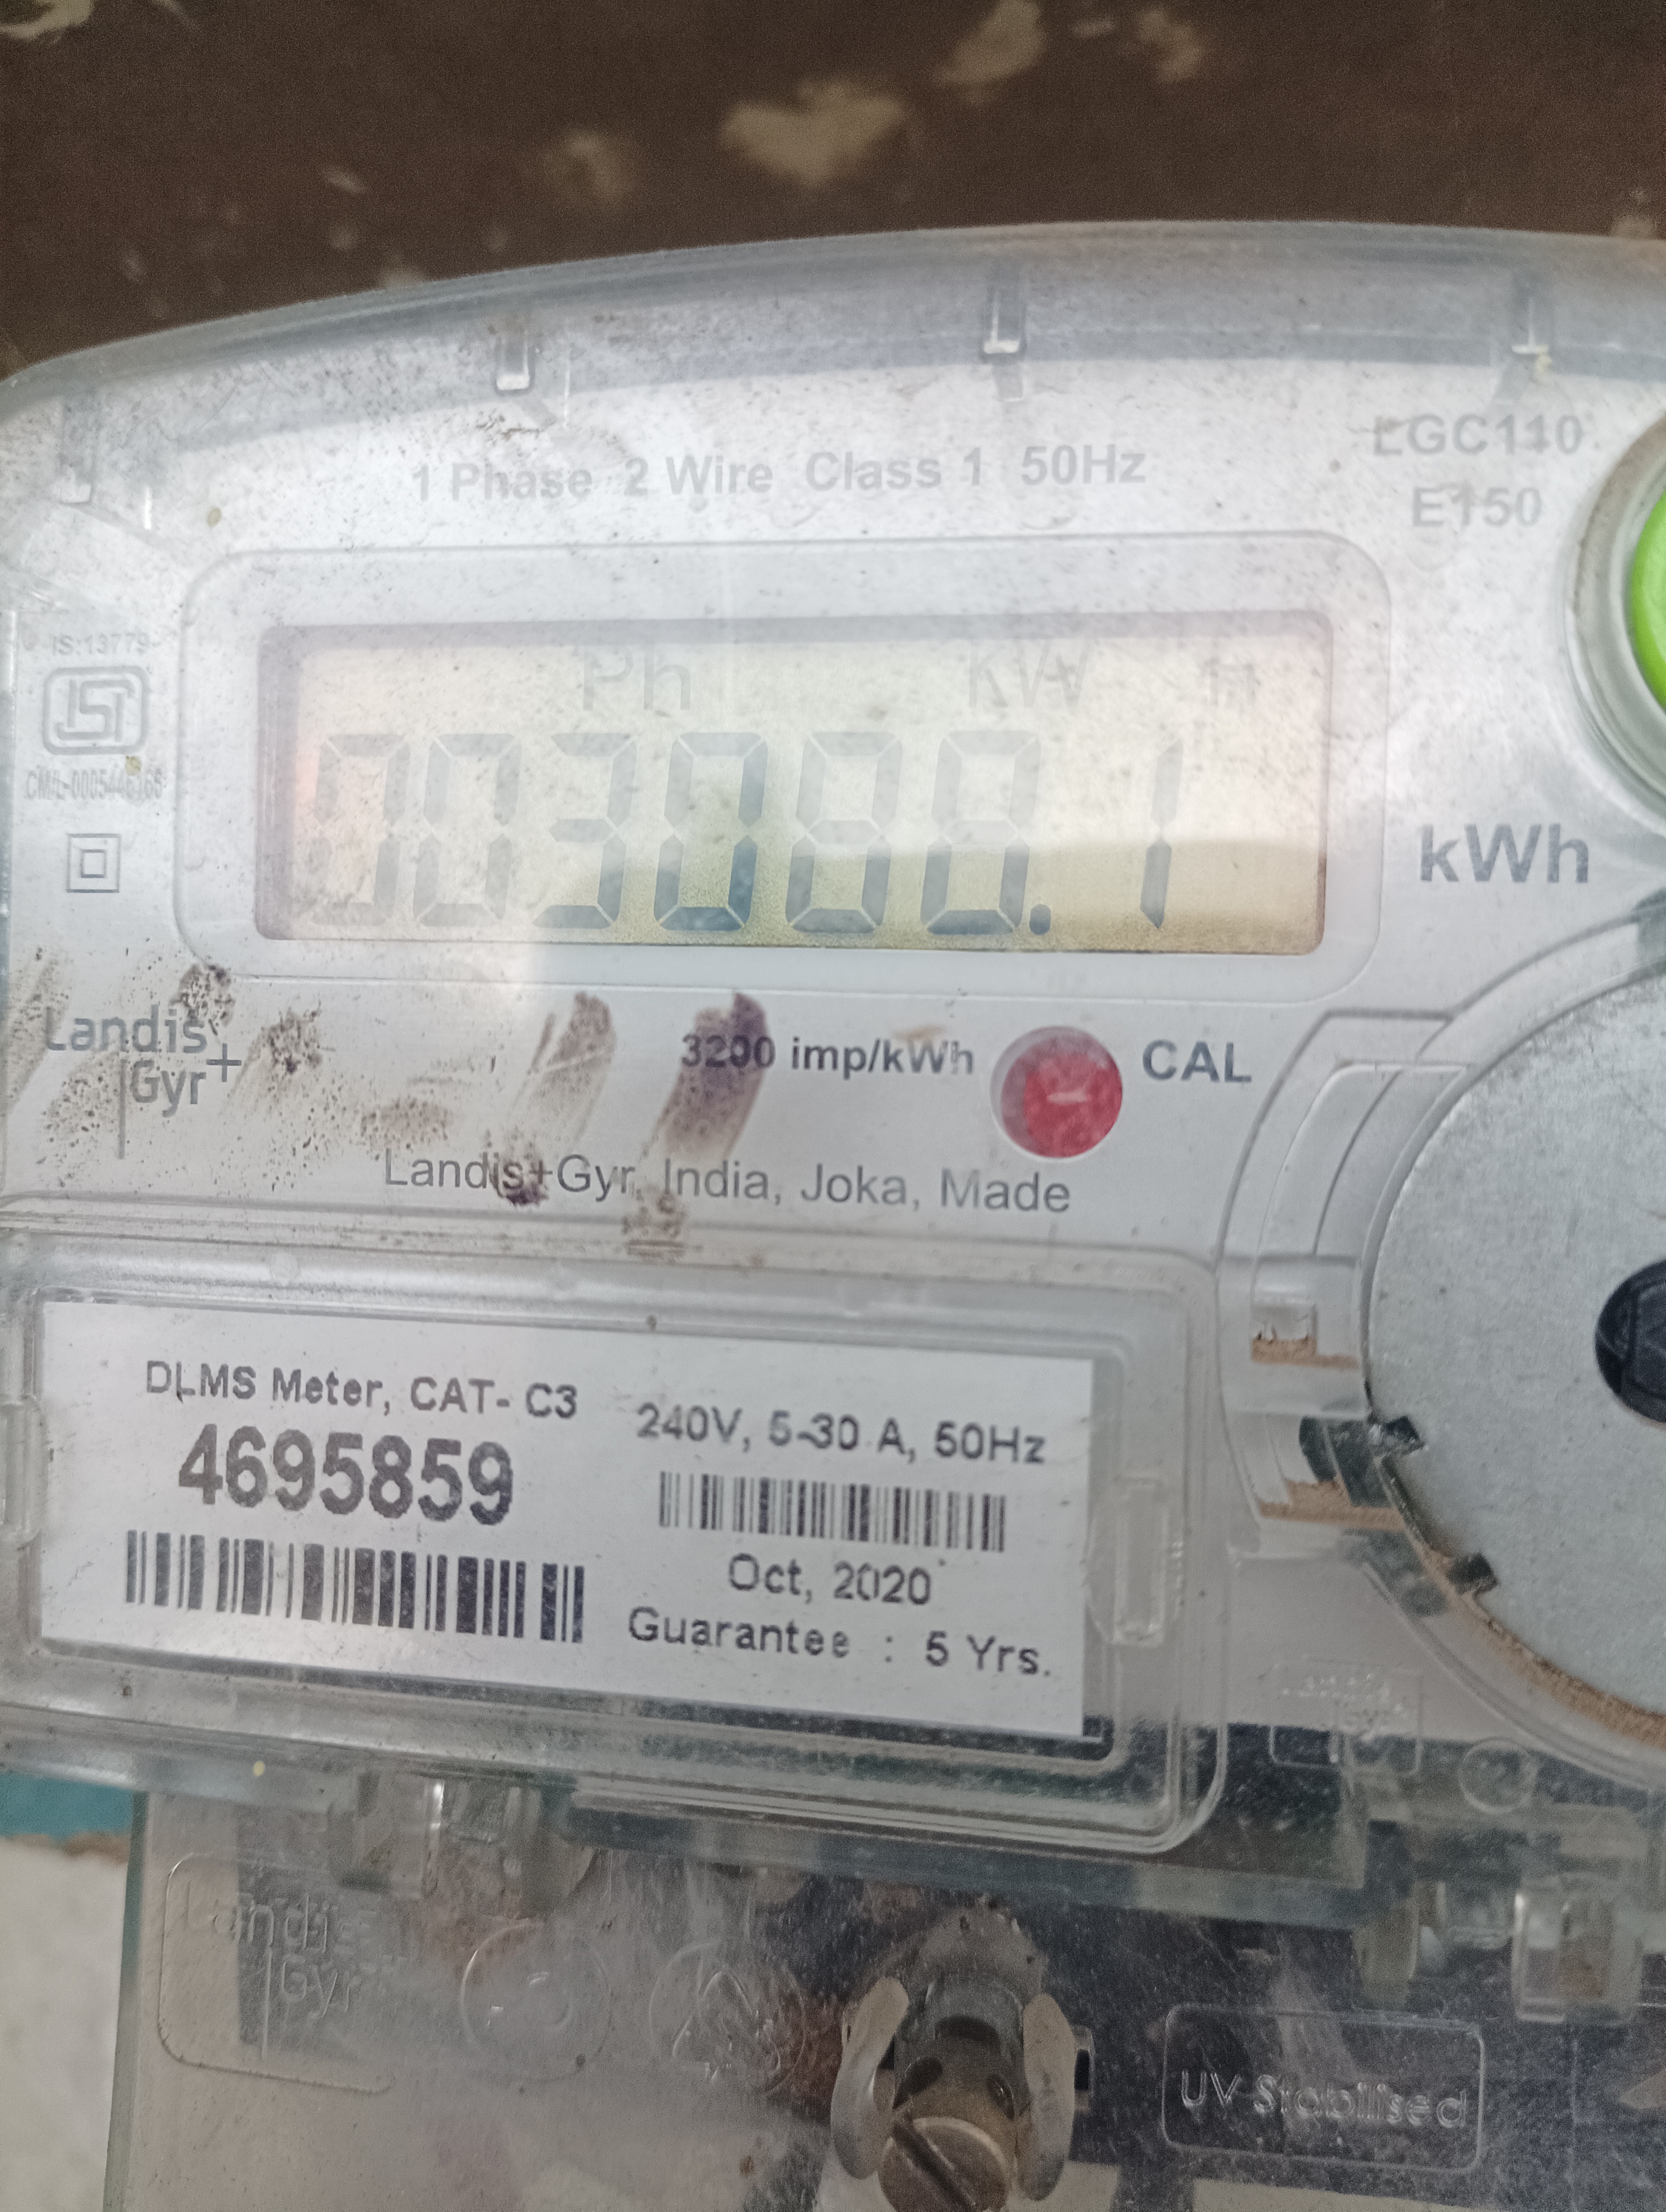 LGC110
1 Phase 2 Wire Class 1 50Hz
E150
IS:13779
Ph KW
003088.1
kWh
Landis
Gyr+
3200 imp/kWh CAL
Landis+Gyr, India, Joka, Made
DLMS Meter, CAT- C3
4695859
240V, 5-30 A, 50Hz
Oct, 2020
Guarantee : 5 Yrs.
Landis
Gyr
UV Stabilised